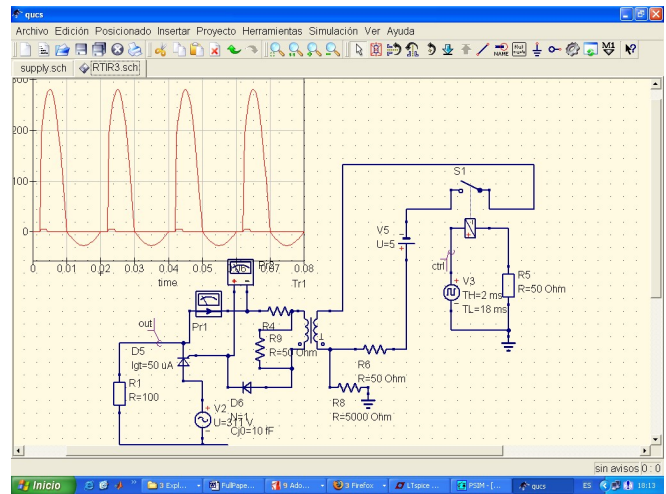 qucs
Archivo Edición Posicionado Insertar Proyecto Herramientas Simulación Ver Ayuda
NAME
supply.sch RTIR3.sch
200
100
0
0 0.01 0.02 0.03 0.04 0.05 0.06 0.07 0.08
time
Tr1
S1
V5
U=5
ctrl
V3
TH=2 ms
TL=18 ms
R5
R=50 Ohm
out
Pr1
R4
R9
R=50 Ohm
D5
Igt=50 uA
R6
R=50 Ohm
R1
R=100
V2
U=311 V
D6
N=1
Cj0=10 fF
R8
R=5000 Ohm
sin avisos 0 : 0
Inicio
3 Expl...
FullPape...
9 Ado...
3 Firefox
LTspice ...
PSIM - [...
qucs
ES
18:13